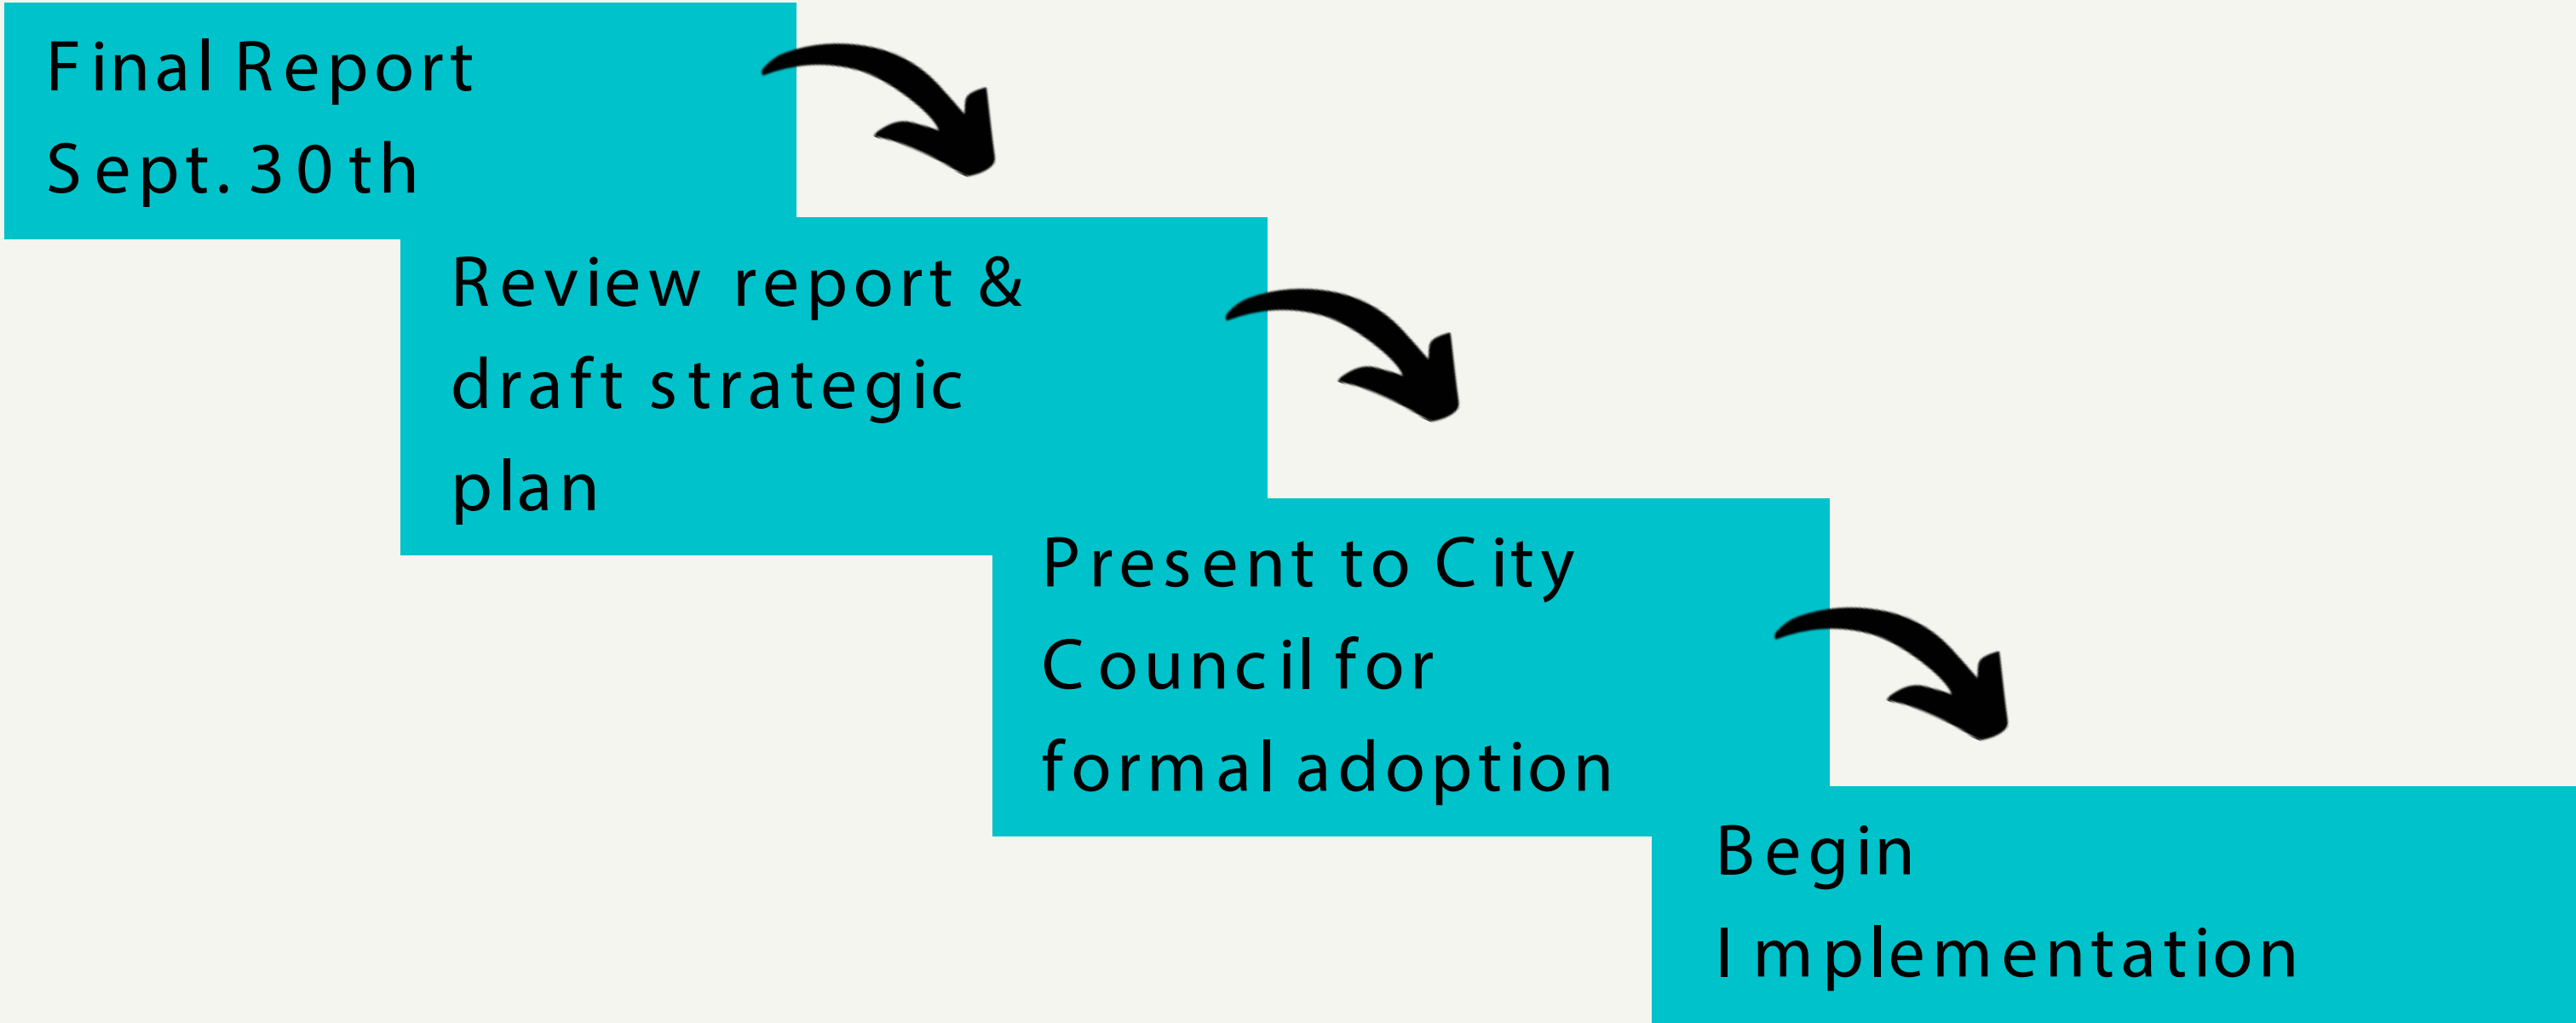 Final Report
Sept. 30th
Review report &
draft strategic
plan
Present to City
Council for
formal adoption
Begin
Implementation